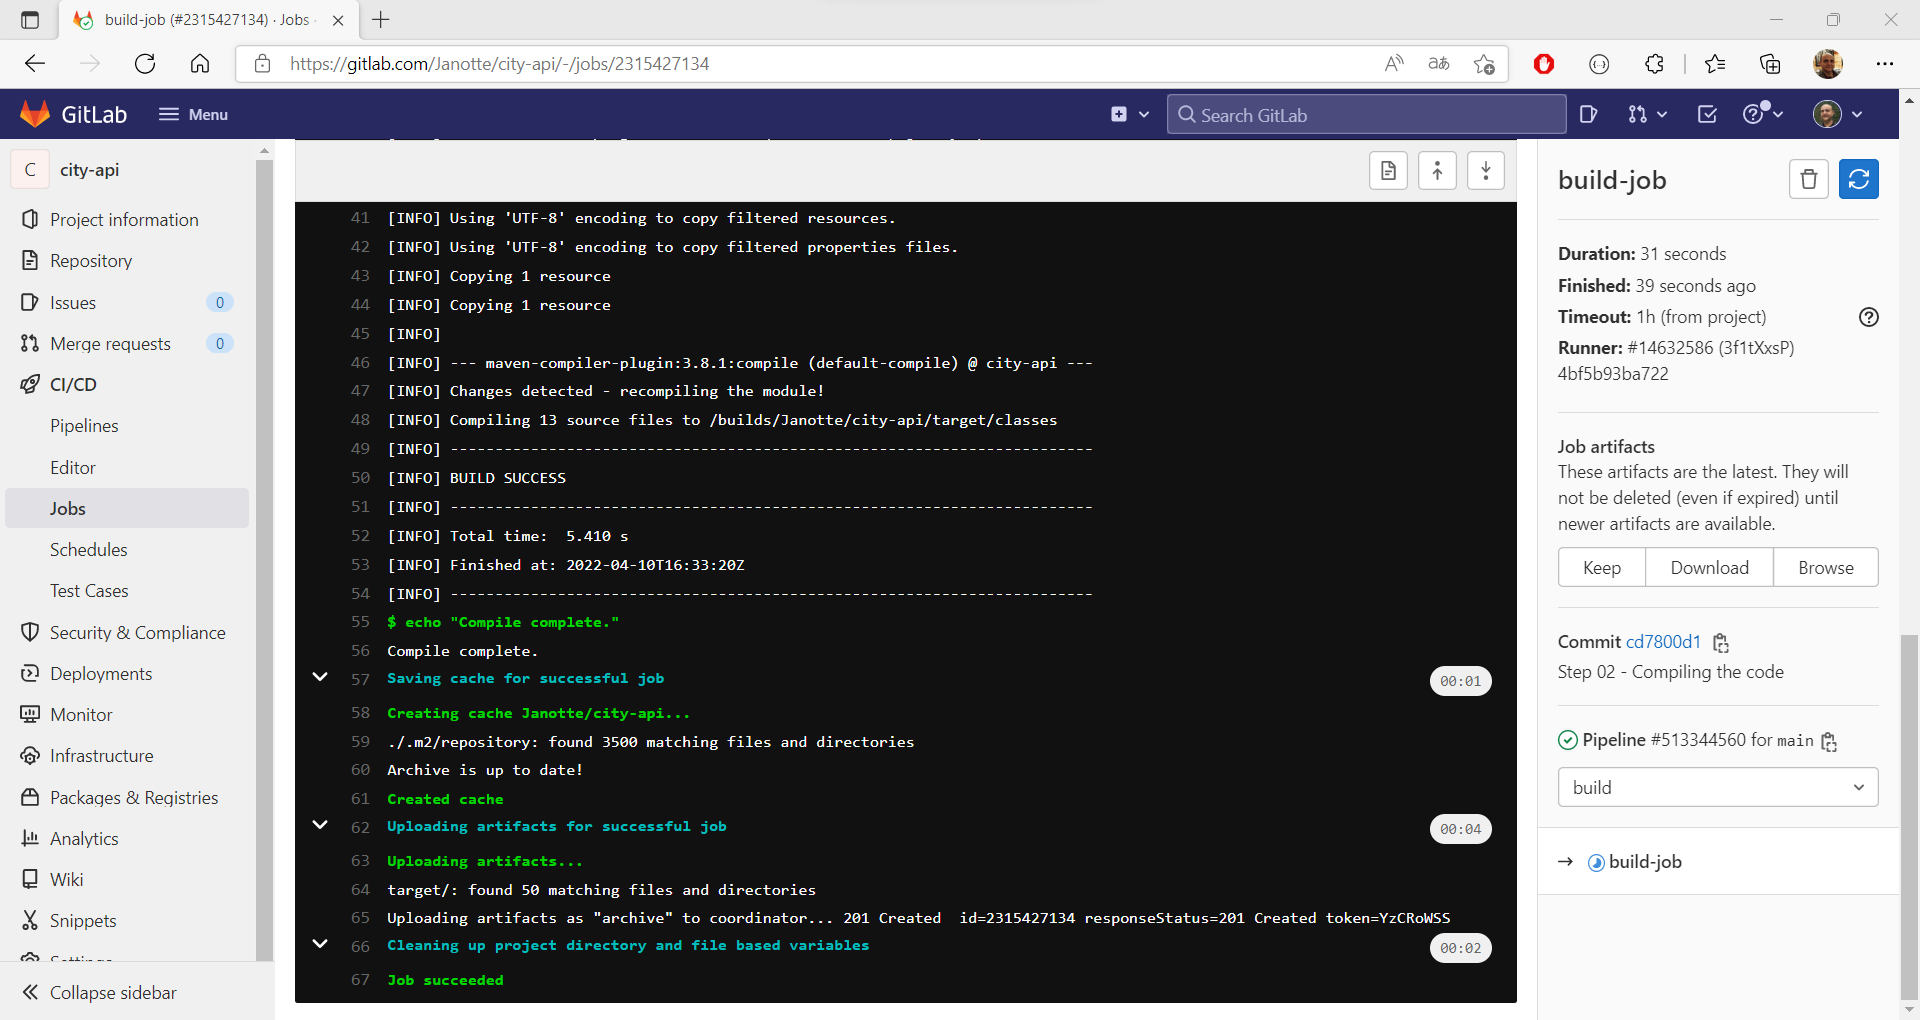 build-job (#2315427134) · Jobs ·
https://gitlab.com/Janotte/city-api/-/jobs/2315427134
GitLab
Menu
Search GitLab
C city-api
Project information
Repository
Issues 0
Merge requests 0
CI/CD
Pipelines
Editor
Jobs
Schedules
Test Cases
Security & Compliance
Deployments
Monitor
Infrastructure
Packages & Registries
Analytics
Wiki
Snippets
Settings
Collapse sidebar
41 [INFO] Using 'UTF-8' encoding to copy filtered resources.
42 [INFO] Using 'UTF-8' encoding to copy filtered properties files.
43 [INFO] Copying 1 resource
44 [INFO] Copying 1 resource
45 [INFO]
46 [INFO] --- maven-compiler-plugin:3.8.1:compile (default-compile) @ city-api ---
47 [INFO] Changes detected - recompiling the module!
48 [INFO] Compiling 13 source files to /builds/Janotte/city-api/target/classes
49 [INFO] ------------------------------------------------------------------------
50 [INFO] BUILD SUCCESS
51 [INFO] ------------------------------------------------------------------------
52 [INFO] Total time:  5.410 s
53 [INFO] Finished at: 2022-04-10T16:33:20Z
54 [INFO] ------------------------------------------------------------------------
55 $ echo "Compile complete."
56 Compile complete.
57 Saving cache for successful job 00:01
58 Creating cache Janotte/city-api...
59 ./.m2/repository: found 3500 matching files and directories
60 Archive is up to date!
61 Created cache
62 Uploading artifacts for successful job 00:04
63 Uploading artifacts...
64 target/: found 50 matching files and directories
65 Uploading artifacts as "archive" to coordinator... 201 Created  id=2315427134 responseStatus=201 Created token=YzCRoWSS
66 Cleaning up project directory and file based variables 00:02
67 Job succeeded
build-job
Duration: 31 seconds
Finished: 39 seconds ago
Timeout: 1h (from project)
Runner: #14632586 (3f1tXxsP)
4bf5b93ba722
Job artifacts
These artifacts are the latest. They will
not be deleted (even if expired) until
newer artifacts are available.
Keep Download Browse
Commit cd7800d1
Step 02 - Compiling the code
Pipeline #513344560 for main
build
build-job